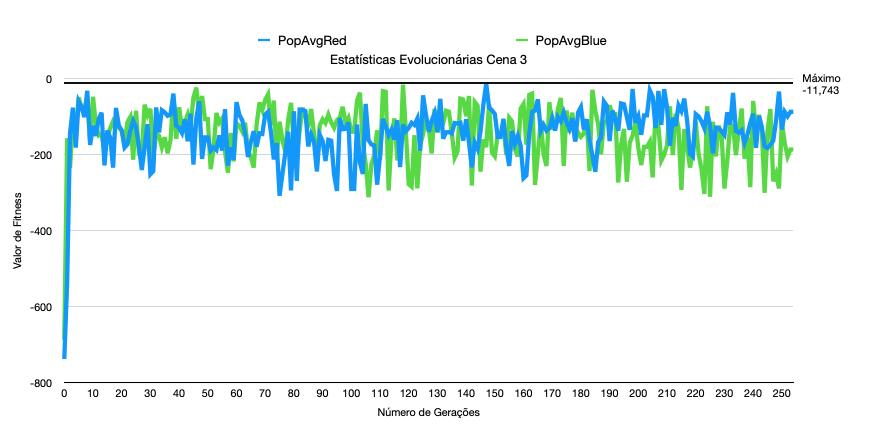 PopAvgRed PopAvgBlue
Estatísticas Evolucionárias Cena 3
Máximo
-11,743
Valor de Fitness
0
-200
-400
-600
-800
0 10 20 30 40 50 60 70 80 90 100 110 120 130 140 150 160 170 180 190 200 210 220 230 240 250
Número de Gerações